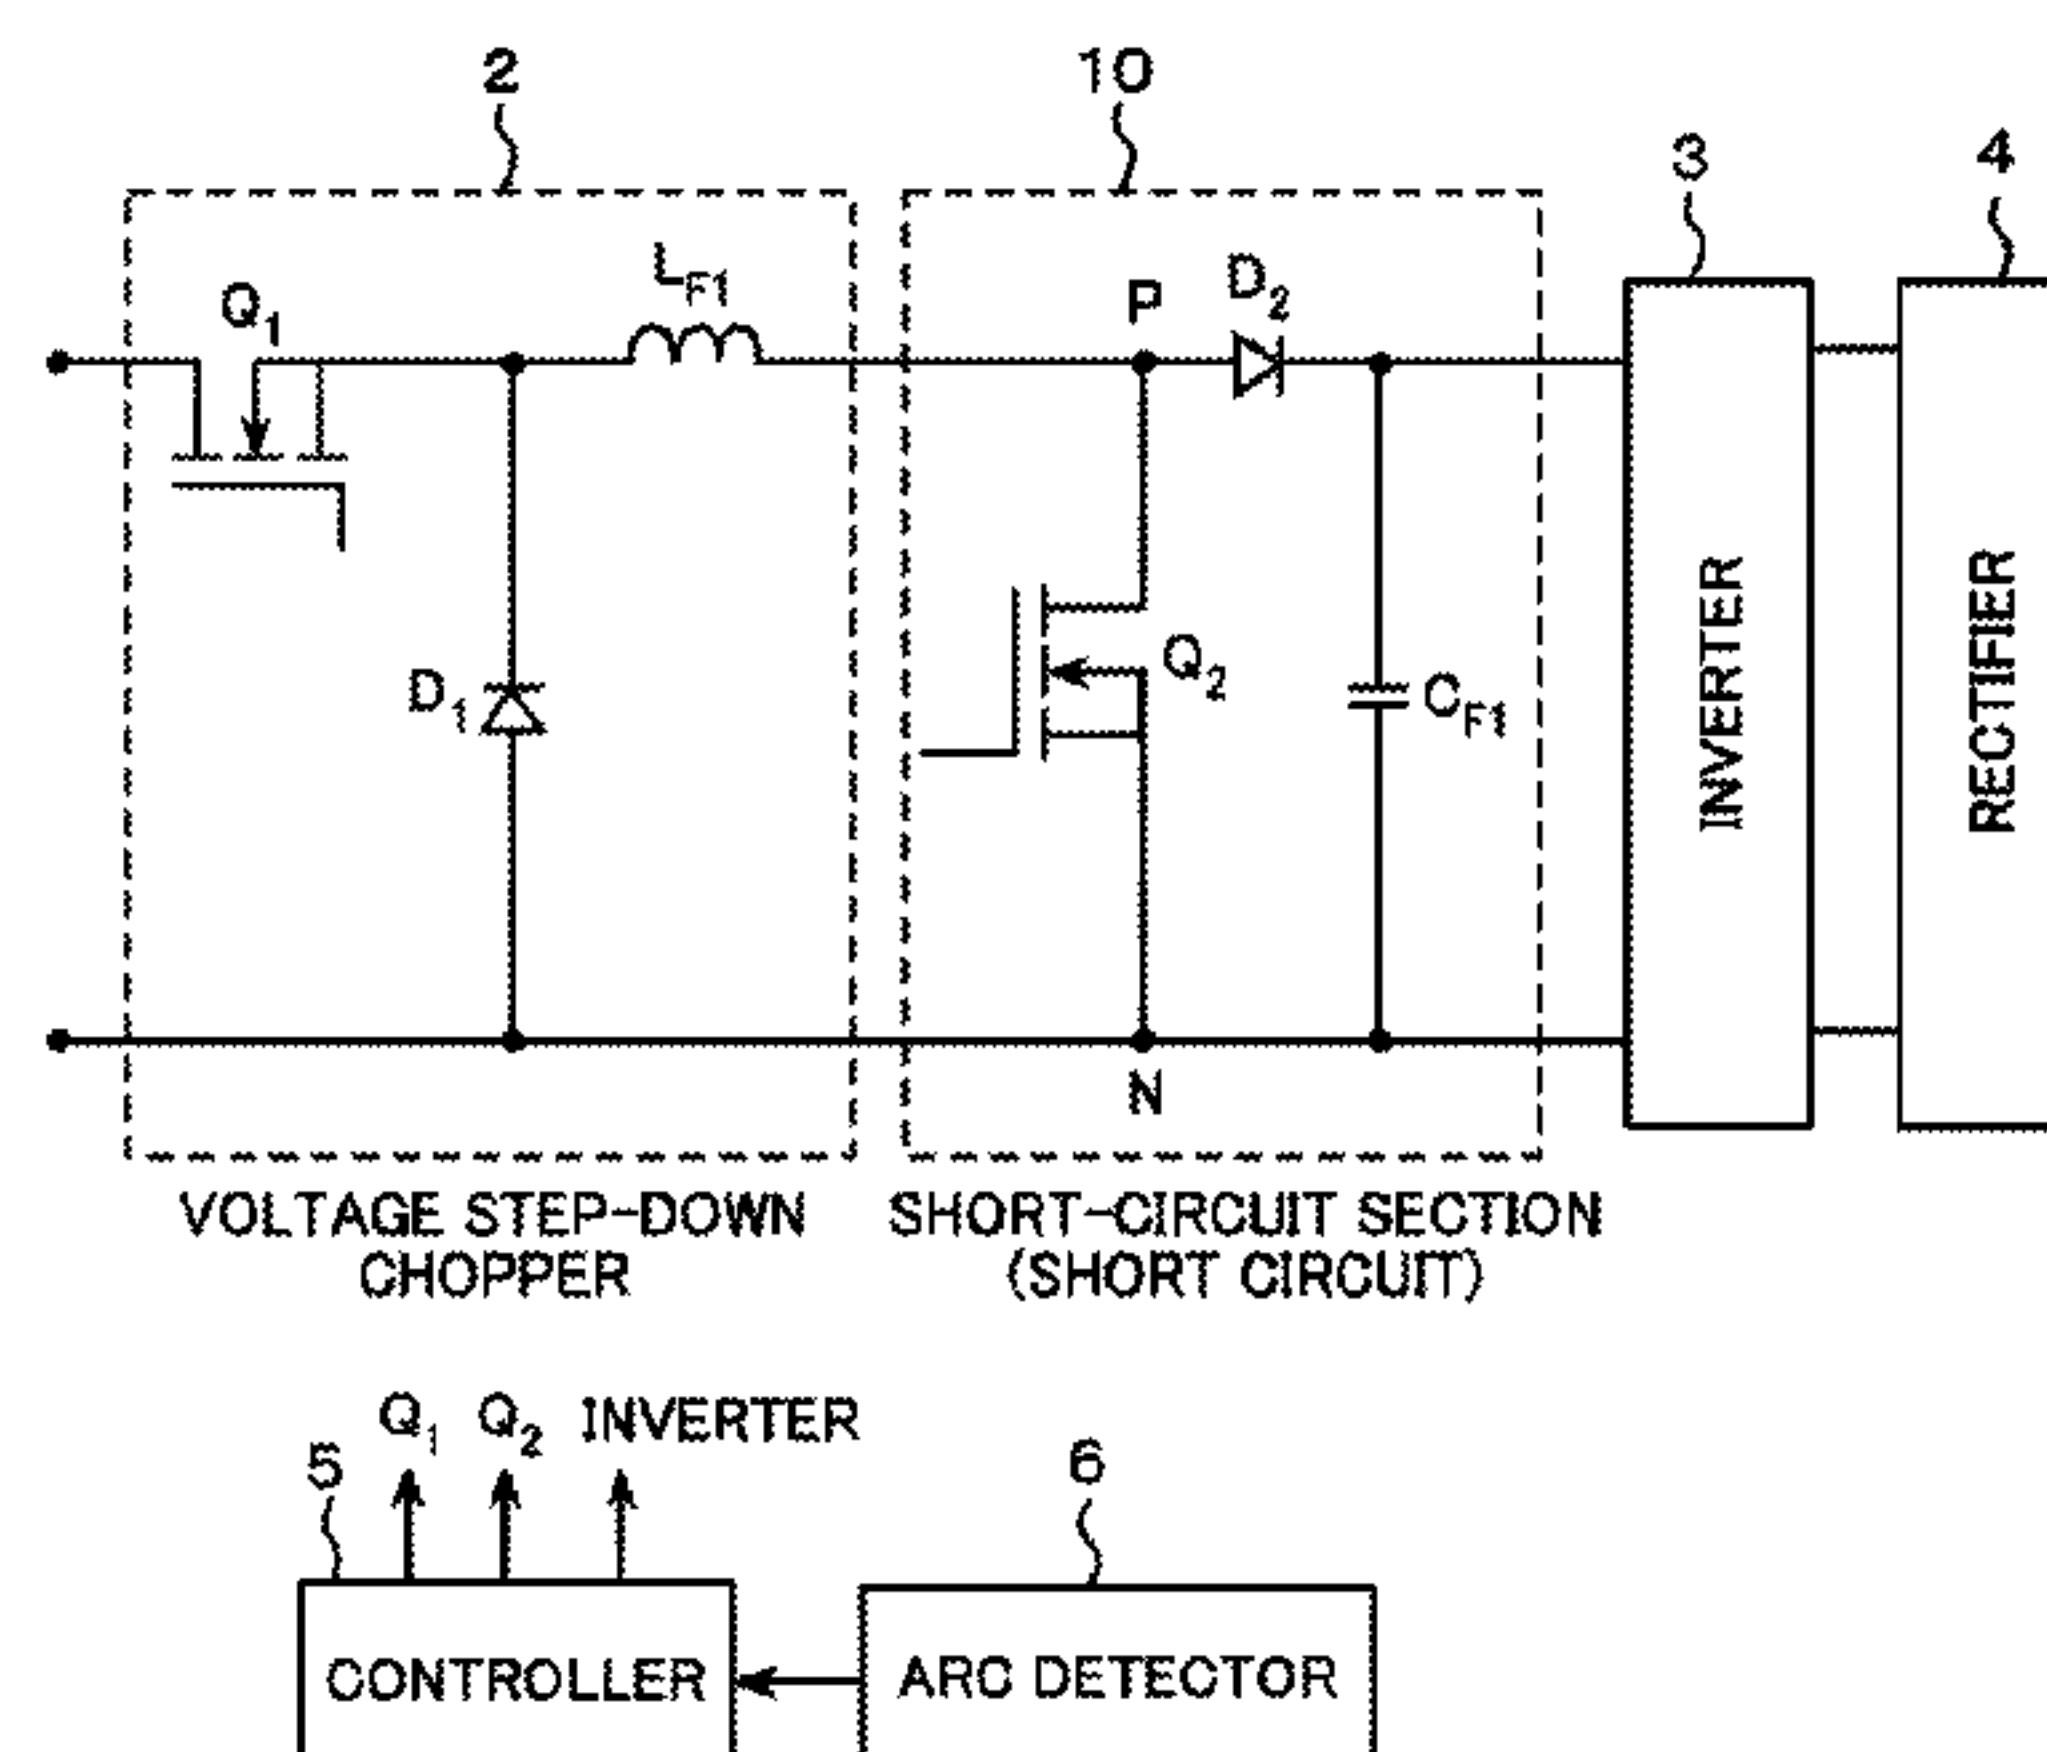 2
10
3
4
Q1
LF1
P
D2
D1
Q2
CF1
INVERTER
RECTIFIER
N
VOLTAGE STEP-DOWN
CHOPPER
SHORT-CIRCUIT SECTION
(SHORT CIRCUIT)
Q1 Q2 INVERTER
5
6
CONTROLLER
ARC DETECTOR